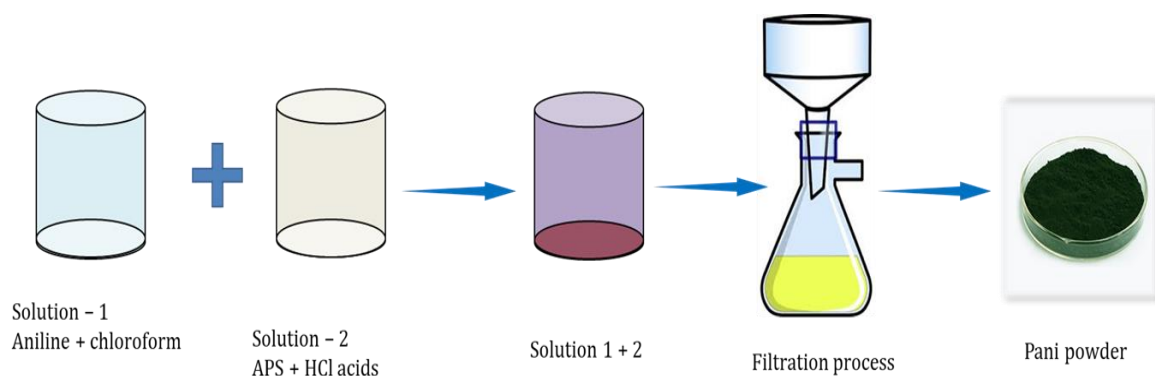 Solution – 1
Aniline + chloroform
Solution – 2
APS + HCl acids
Solution 1 + 2
Filtration process
Pani powder